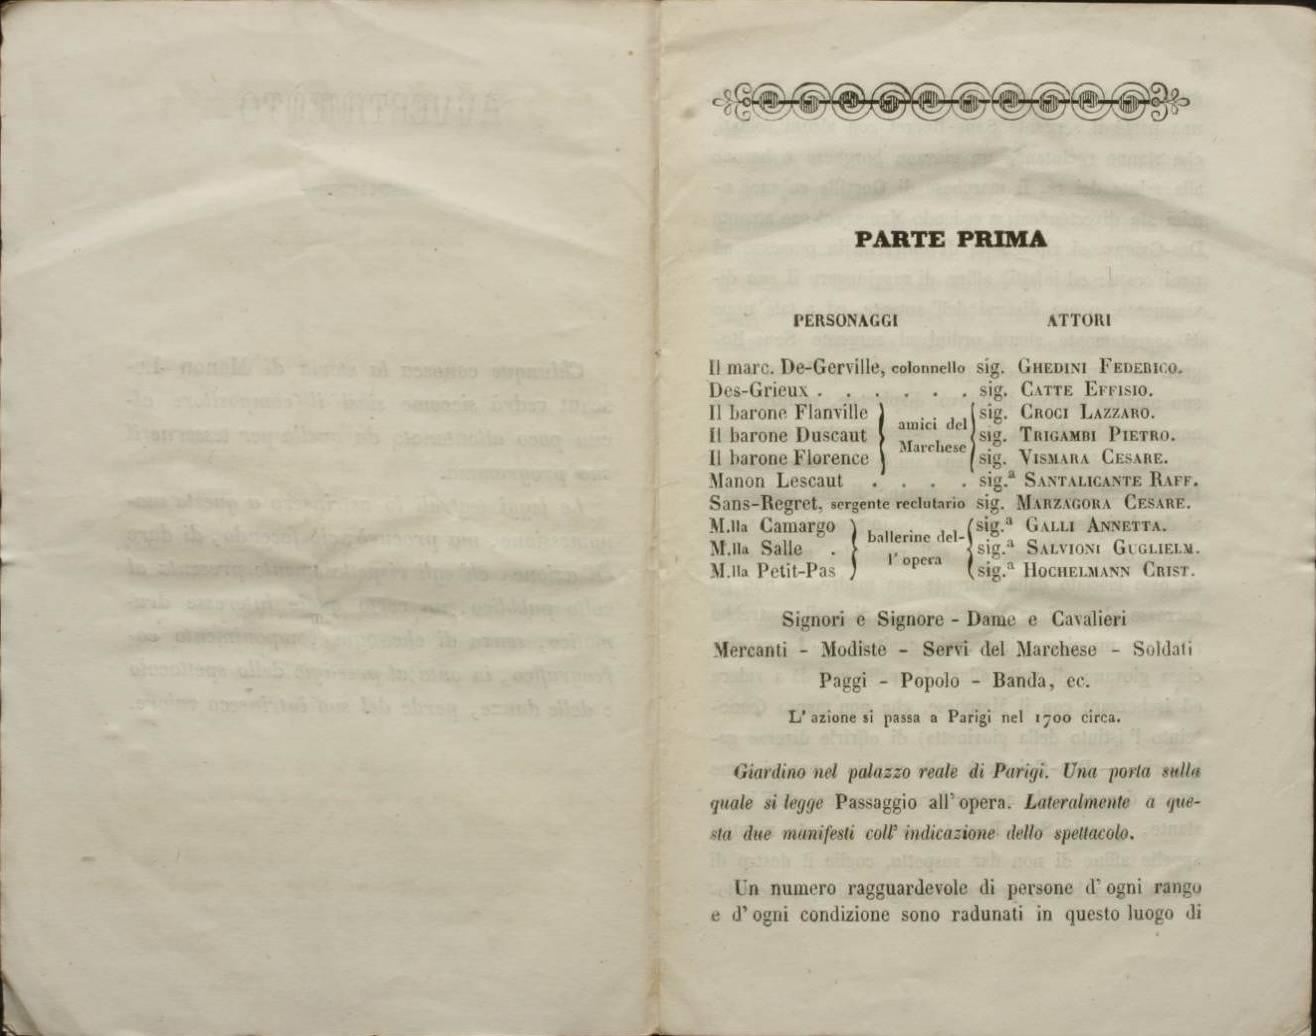 PARTE PRIMA
PERSONAGGI ATTORI
Il marc. De-Gerville, colonnello sig. GHEDINI FEDERICO.
Des-Grieux . . . . . . sig. CATTE EFFISIO.
Il barone Flanville sig. CROCI LAZZARO.
amici del
Il barone Duscaut sig. TRIGAMBI PIETRO.
Marchese
Il barone Florence sig. VISMARA CESARE.
Manon Lescaut . . . . sig.ª SANTALICANTE RAFF.
Sans-Regret, sergente reclutario sig. MARZAGORA CESARE.
M.lla Camargo sig.ª GALLI ANNETTA.
ballerine del-
M.lla Salle . sig.ª SALVIONI GUGLIELM.
l'opera
M.lla Petit-Pas sig.ª HOCHELMANN CRIST.
Signori e Signore - Dame e Cavalieri
Mercanti - Modiste - Servi del Marchese - Soldati
Paggi - Popolo - Banda, ec.
L'azione si passa a Parigi nel 1700 circa.
Giardino nel palazzo reale di Parigi. Una porta sulla
quale si legge Passaggio all'opera. Lateralmente a que-
sta due manifesti coll'indicazione dello spettacolo.
Un numero ragguardevole di persone d'ogni rango
e d'ogni condizione sono radunati in questo luogo di